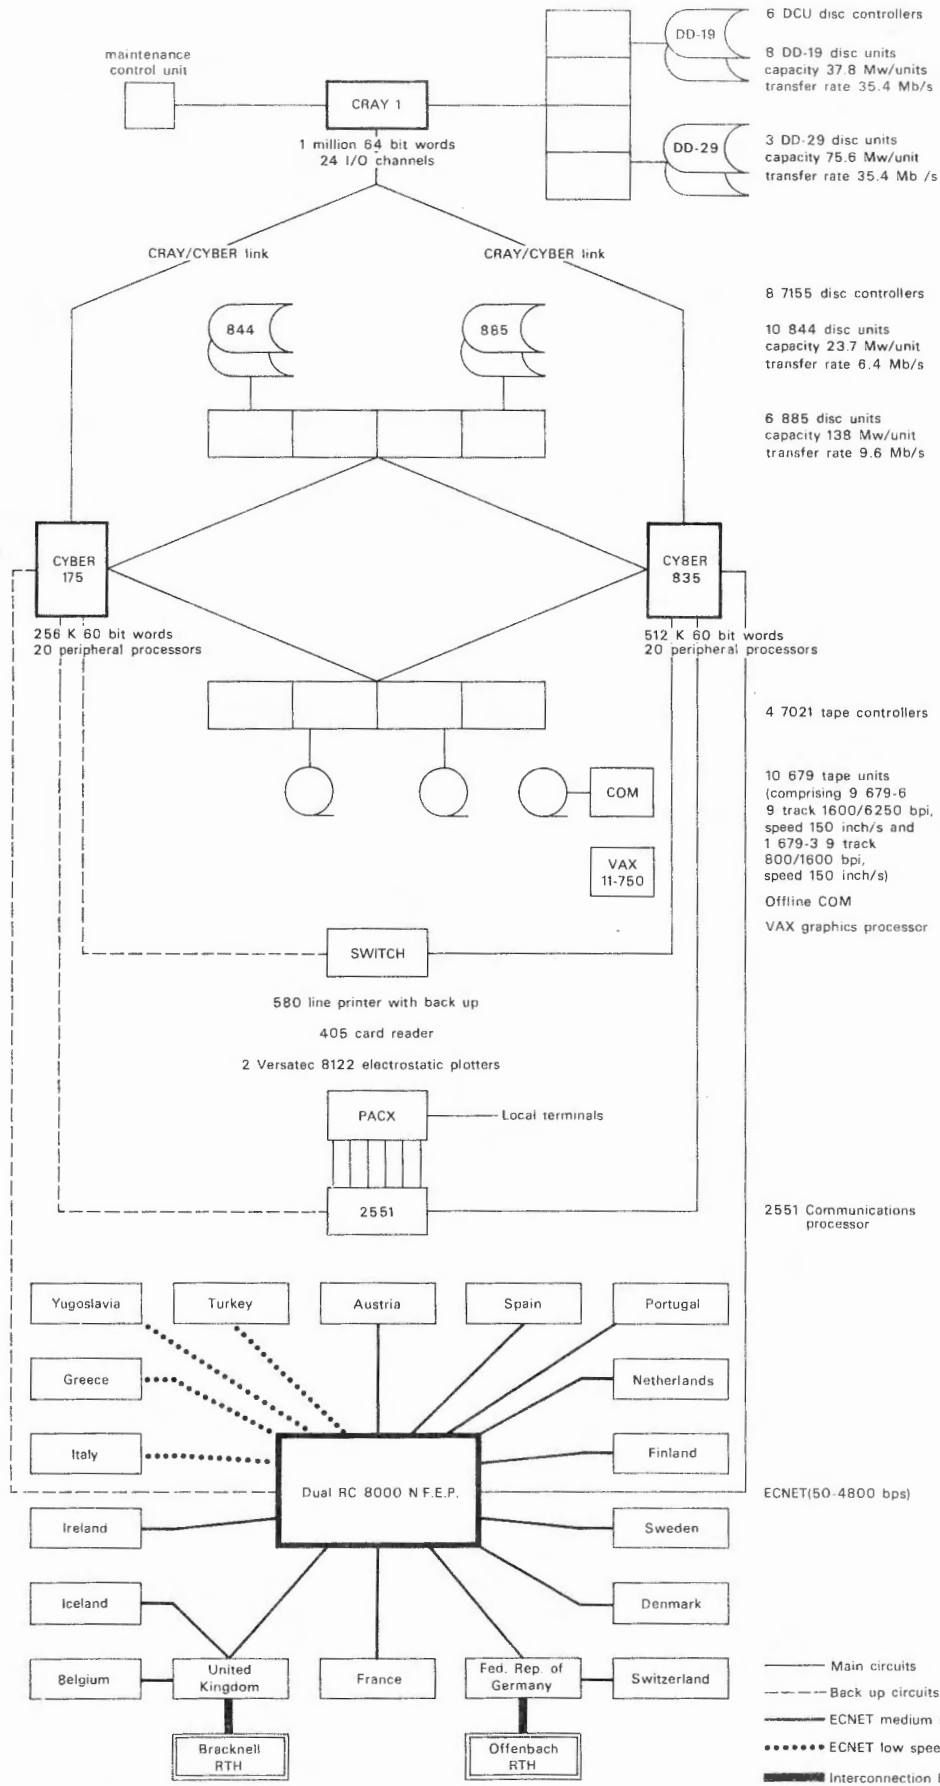 6 DCU disc controllers
DD-19
8 DD-19 disc units
capacity 37.8 Mw/units
transfer rate 35.4 Mb/s
maintenance
control unit
CRAY 1
1 million 64 bit words
24 I/O channels
DD-29
3 DD-29 disc units
capacity 75.6 Mw/unit
transfer rate 35.4 Mb /s
CRAY/CYBER link
CRAY/CYBER link
8 7155 disc controllers
844
885
10 844 disc units
capacity 23.7 Mw/unit
transfer rate 6.4 Mb/s
6 885 disc units
capacity 138 Mw/unit
transfer rate 9.6 Mb/s
CYBER
175
CYBER
835
256 K 60 bit words
20 peripheral processors
512 K 60 bit words
20 peripheral processors
4 7021 tape controllers
COM
10 679 tape units
(comprising 9 679-6
9 track 1600/6250 bpi,
speed 150 inch/s and
1 679-3 9 track
800/1600 bpi,
speed 150 inch/s)
VAX
11-750
Offline COM
VAX graphics processor
SWITCH
580 line printer with back up
405 card reader
2 Versatec 8122 electrostatic plotters
PACX
Local terminals
2551
2551 Communications
processor
Yugoslavia
Turkey
Austria
Spain
Portugal
Greece
Netherlands
Italy
Finland
Dual RC 8000 N F.E.P.
ECNET(50-4800 bps)
Ireland
Sweden
Iceland
Denmark
Belgium
United
Kingdom
France
Fed. Rep. of
Germany
Switzerland
Bracknell
RTH
Offenbach
RTH
Main circuits
Back up circuits
ECNET medium
ECNET low spee
Interconnection